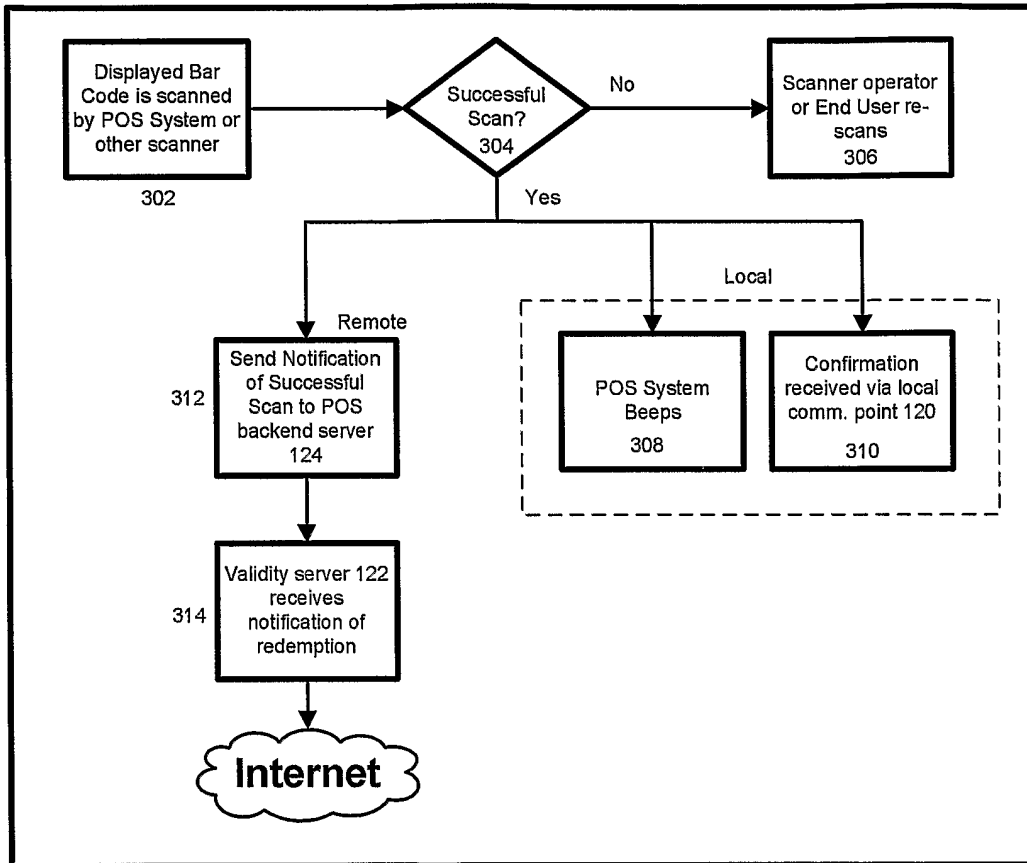 Displayed Bar
Code is scanned
by POS System or
other scanner
302
Successful
Scan?
304
No
Scanner operator
or End User re-
scans
306
Yes
Local
Remote
312
Send Notification
of Successful
Scan to POS
backend server
124
POS System
Beeps
308
Confirmation
received via local
comm. point 120
310
314
Validity server 122
receives
notification of
redemption
Internet